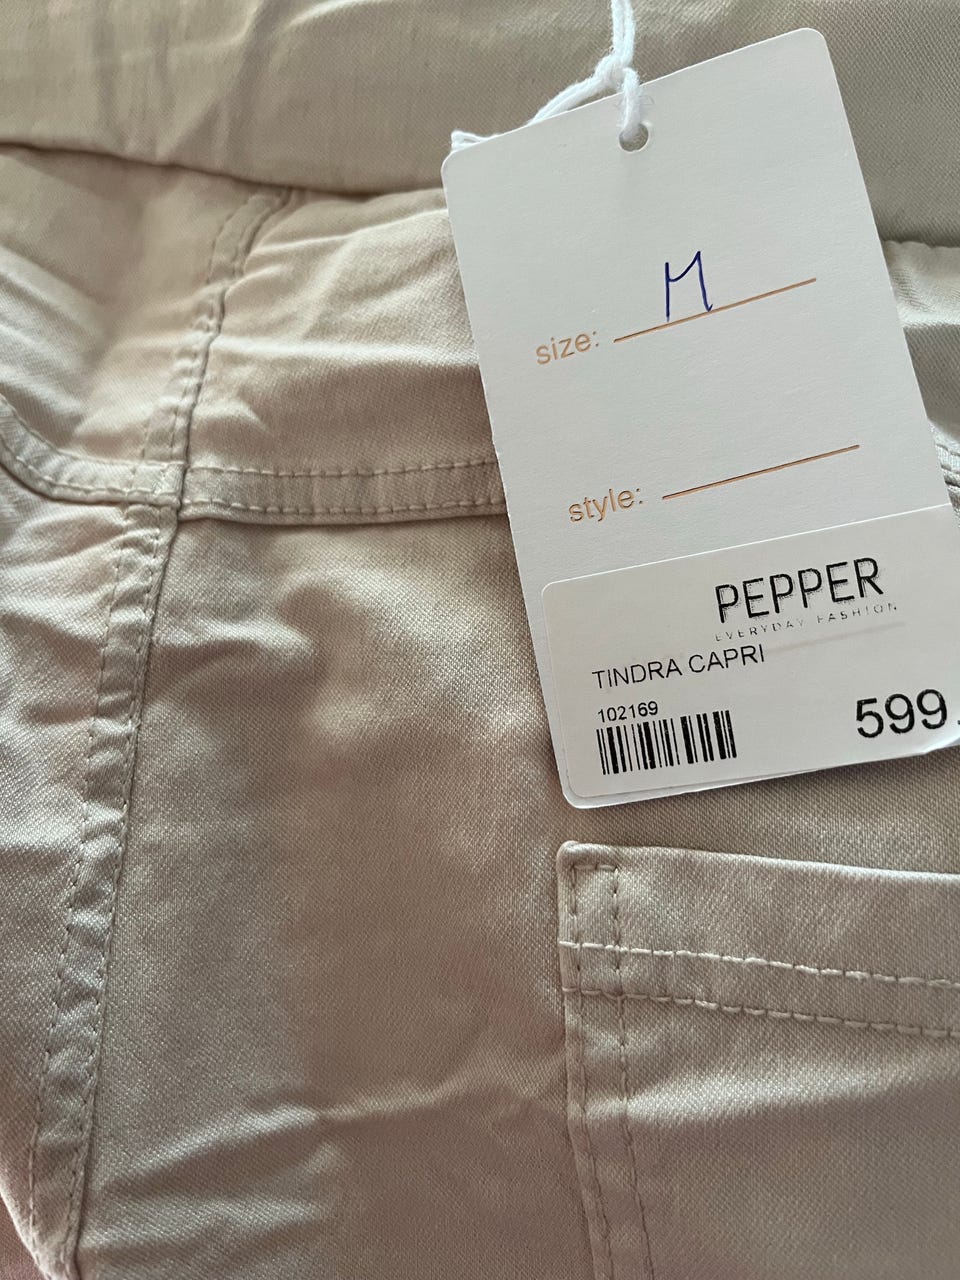 M
size:
style:
PEPPER
EVERYDAY FASHION
TINDRA CAPRI
102169
599.